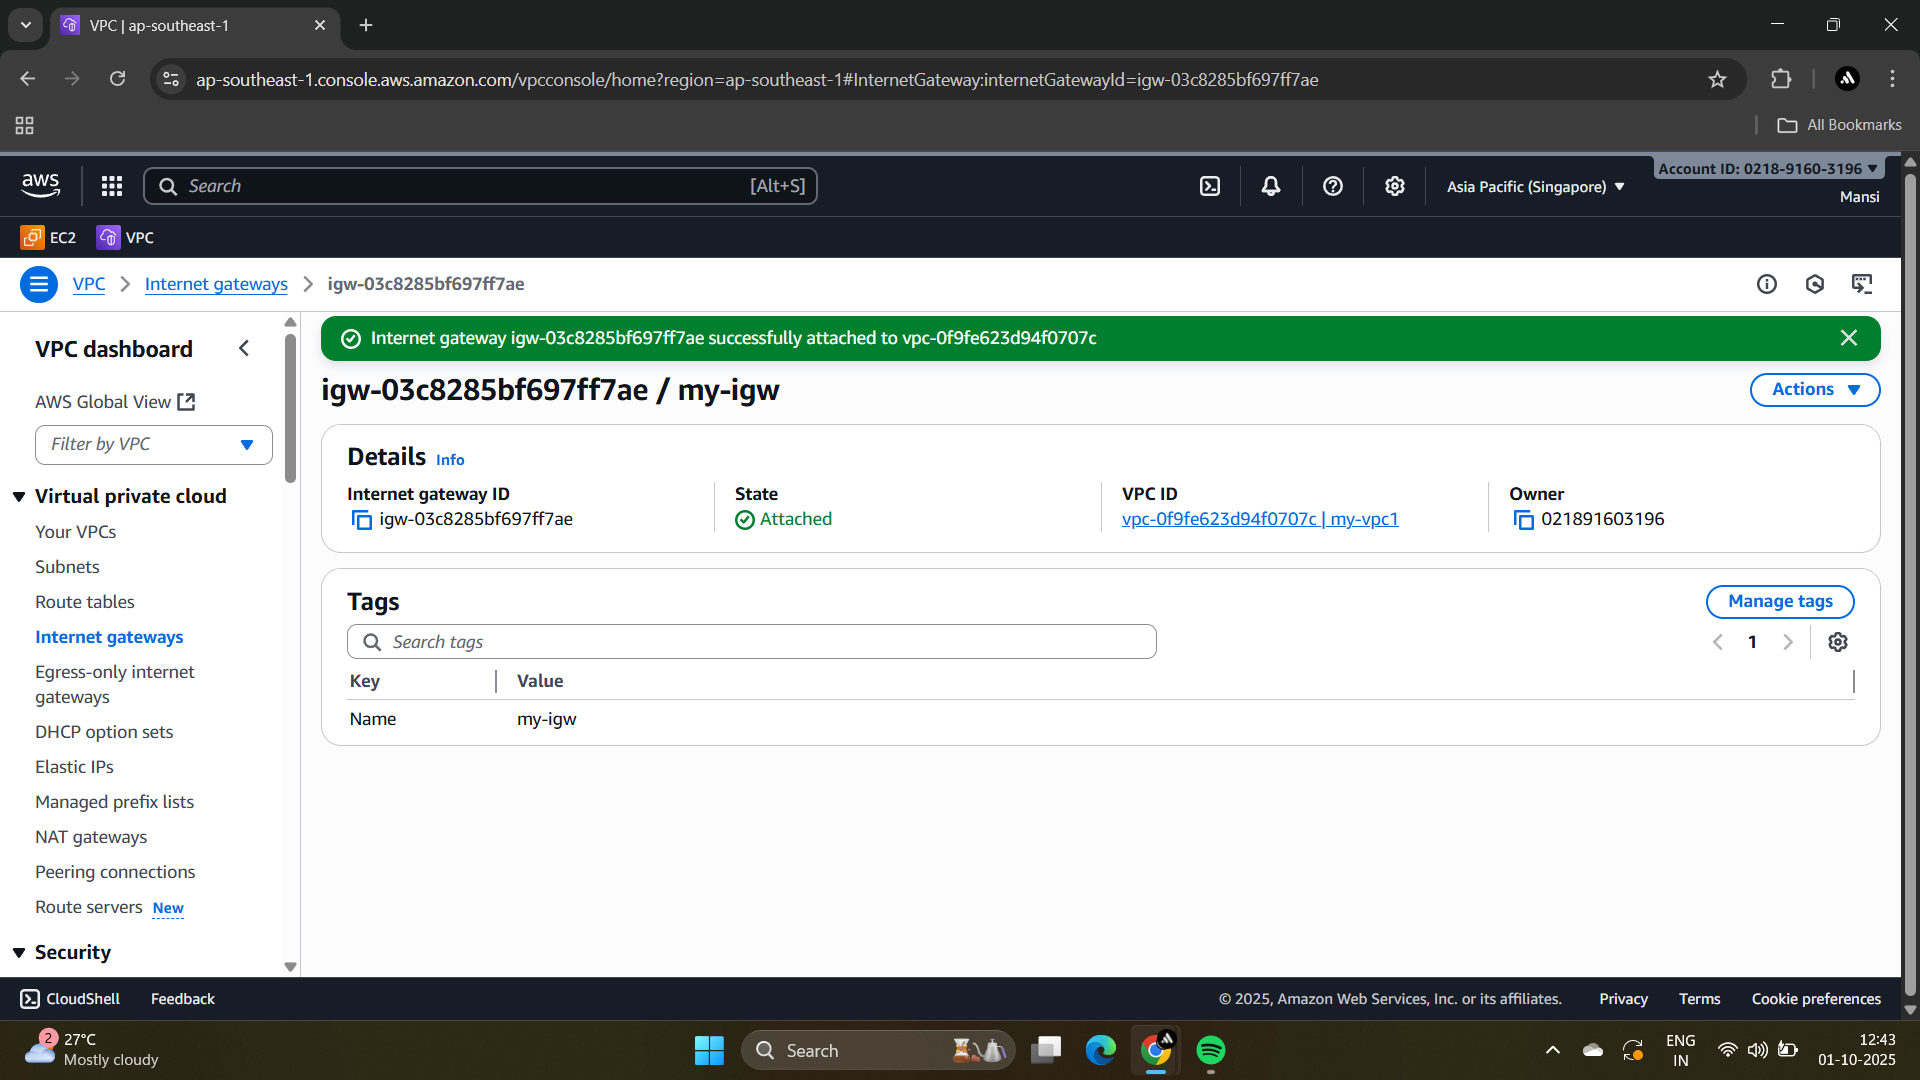 VPC | ap-southeast-1
ap-southeast-1.console.aws.amazon.com/vpcconsole/home?region=ap-southeast-1#InternetGateway:internetGatewayId=igw-03c8285bf697ff7ae
All Bookmarks
aws
Search [Alt+S]
Asia Pacific (Singapore)
Account ID: 0218-9160-3196
Mansi
EC2
VPC
VPC
Internet gateways
igw-03c8285bf697ff7ae
VPC dashboard
AWS Global View
Filter by VPC
Virtual private cloud
Your VPCs
Subnets
Route tables
Internet gateways
Egress-only internet
gateways
DHCP option sets
Elastic IPs
Managed prefix lists
NAT gateways
Peering connections
Route servers New
Security
Internet gateway igw-03c8285bf697ff7ae successfully attached to vpc-0f9fe623d94f0707c
igw-03c8285bf697ff7ae / my-igw
Actions
Details Info
Internet gateway ID
igw-03c8285bf697ff7ae
State
Attached
VPC ID
vpc-0f9fe623d94f0707c | my-vpc1
Owner
021891603196
Tags
Manage tags
Search tags
1
Key Value
Name my-igw
CloudShell
Feedback
© 2025, Amazon Web Services, Inc. or its affiliates.
Privacy
Terms
Cookie preferences
2
27°C
Mostly cloudy
Search
ENG
IN
12:43
01-10-2025